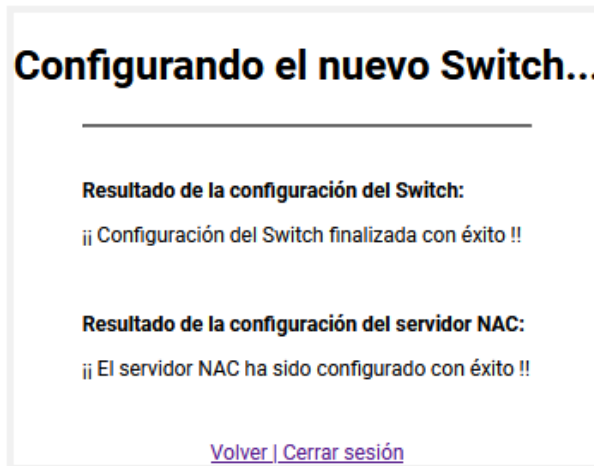 Configurando el nuevo Switch...
Resultado de la configuración del Switch:
¡¡ Configuración del Switch finalizada con éxito !!
Resultado de la configuración del servidor NAC:
¡¡ El servidor NAC ha sido configurado con éxito !!
Volver | Cerrar sesión